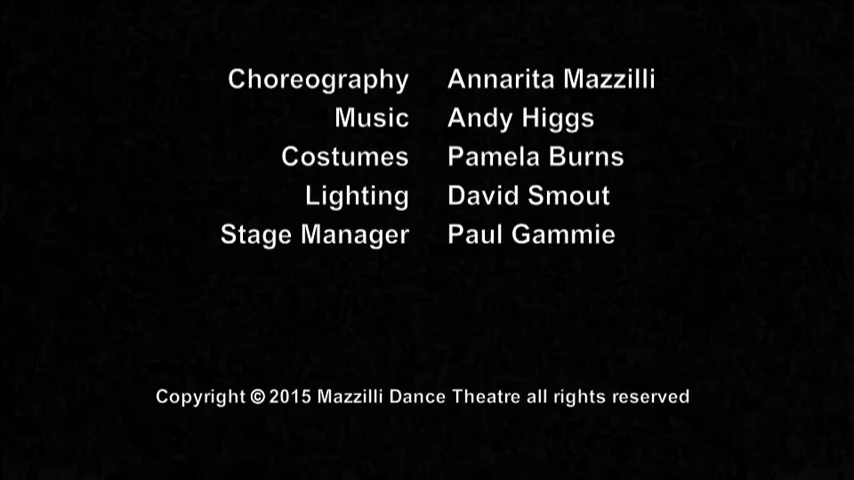 Choreography Annarita Mazzilli
Music Andy Higgs
Costumes Pamela Burns
Lighting David Smout
Stage Manager Paul Gammie
Copyright © 2015 Mazzilli Dance Theatre all rights reserved